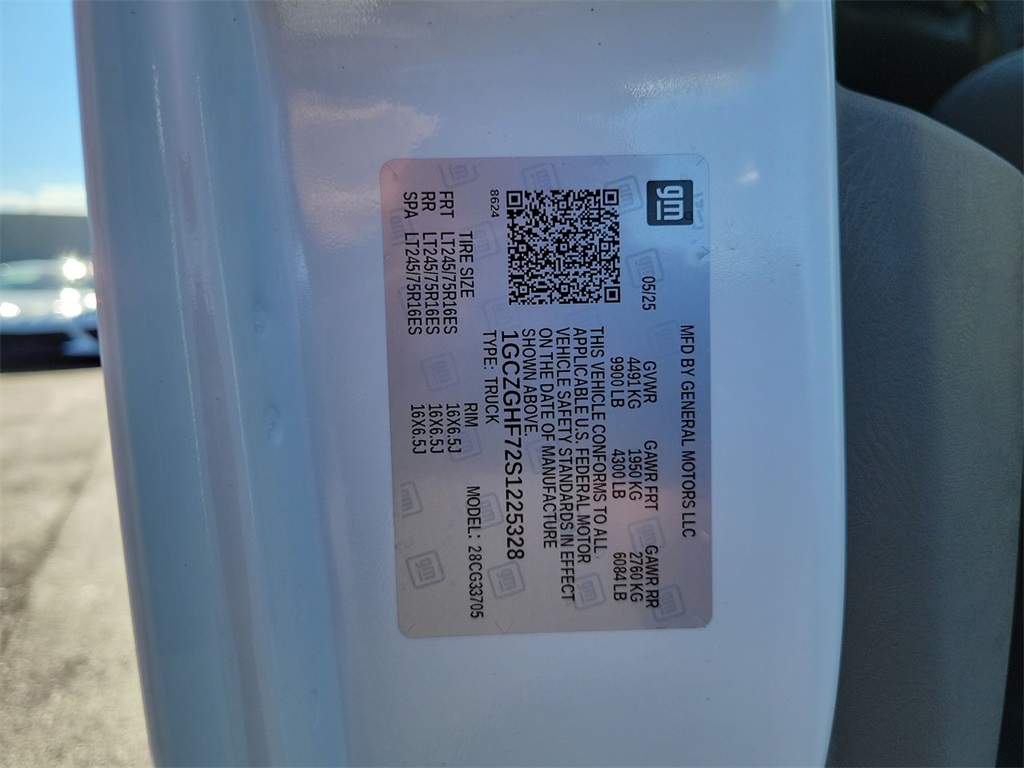 gm
MFD BY GENERAL MOTORS LLC
05/25
GVWR GAWR FRT GAWR RR
4491 KG 1950 KG 2760 KG
9900 LB 4300 LB 6084 LB
THIS VEHICLE CONFORMS TO ALL
APPLICABLE U.S. FEDERAL MOTOR
VEHICLE SAFETY STANDARDS IN EFFECT
ON THE DATE OF MANUFACTURE
SHOWN ABOVE.
1GCZGHF72S1225328
8624
TYPE: TRUCK MODEL: 28CG33705
TIRE SIZE RIM
FRT LT245/75R16ES 16X6.5J
RR LT245/75R16ES 16X6.5J
SPA LT245/75R16ES 16X6.5J